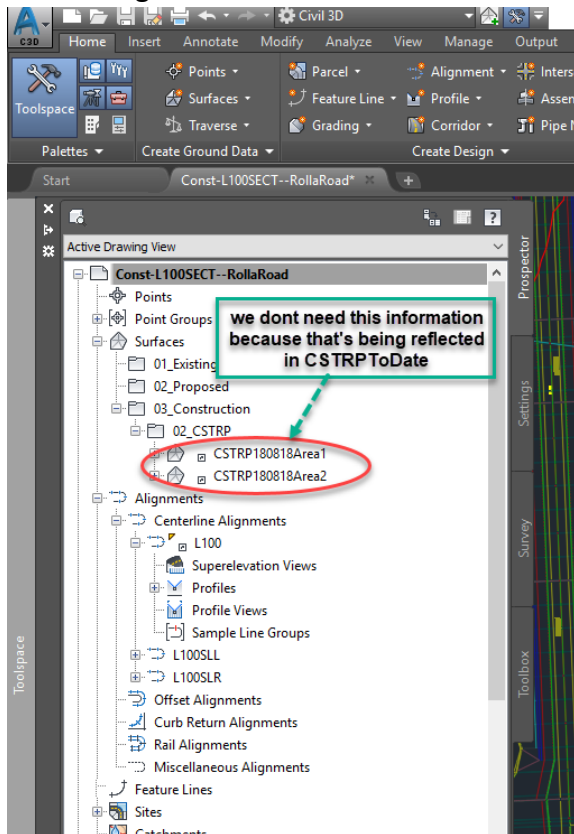 C3D
Civil 3D
Home Insert Annotate Modify Analyze View Manage Output
Toolspace
Points
Surfaces
Traverse
Parcel
Feature Line
Grading
Alignment
Profile
Corridor
Inters
Assen
Pipe N
Palettes
Create Ground Data
Create Design
Start
Const-L100SECT--RollaRoad*
Active Drawing View
Const-L100SECT--RollaRoad
Points
Point Groups
Surfaces
01_Existing
02_Proposed
03_Construction
02_CSTRP
CSTRP180818Area1
CSTRP180818Area2
Alignments
Centerline Alignments
L100
Superelevation Views
Profiles
Profile Views
Sample Line Groups
L100SLL
L100SLR
Offset Alignments
Curb Return Alignments
Rail Alignments
Miscellaneous Alignments
Feature Lines
Sites
Catchments
we dont need this information
because that's being reflected
in CSTRPToDate
Prospector
Settings
Survey
Toolbox
Toolspace